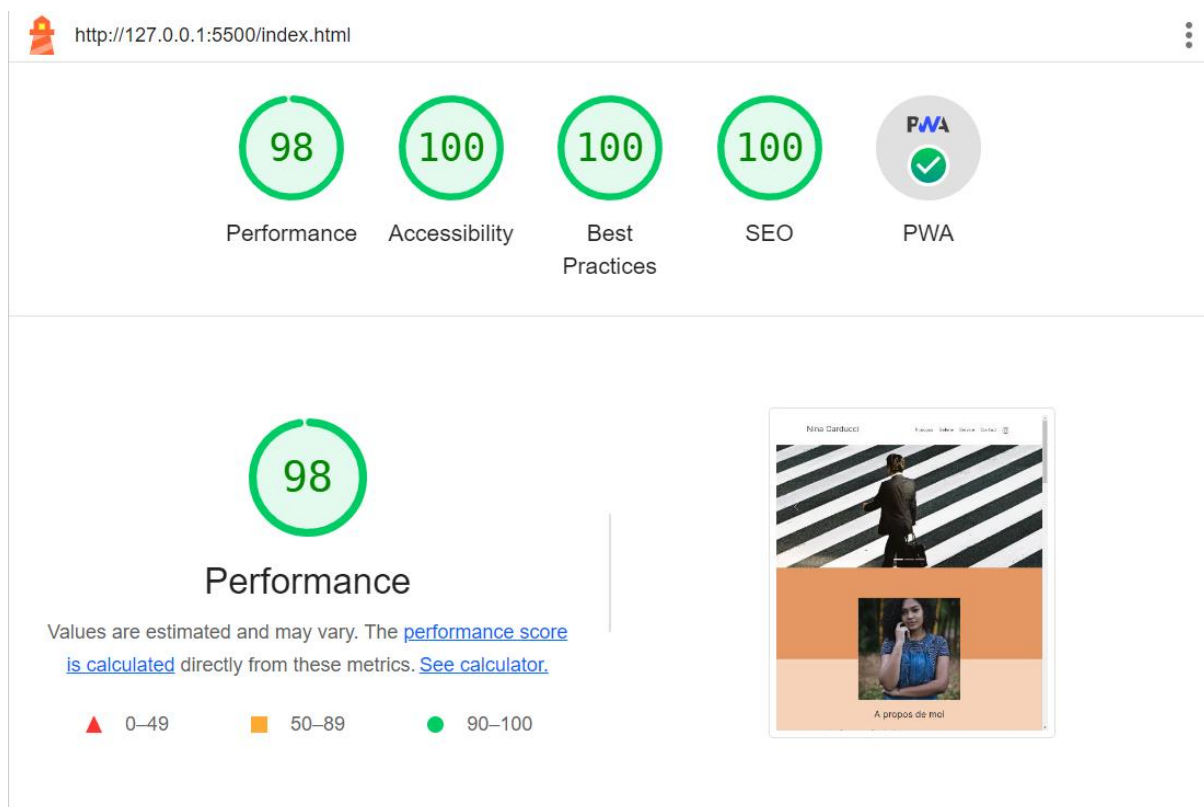 http://127.0.0.1:5500/index.html
98
100
100
100
PWA
Performance
Accessibility
Best
Practices
SEO
PWA
98
Performance
Values are estimated and may vary. The performance score
is calculated directly from these metrics. See calculator.
0–49
50–89
90–100
Nina Carducci
Contact
A propos de moi